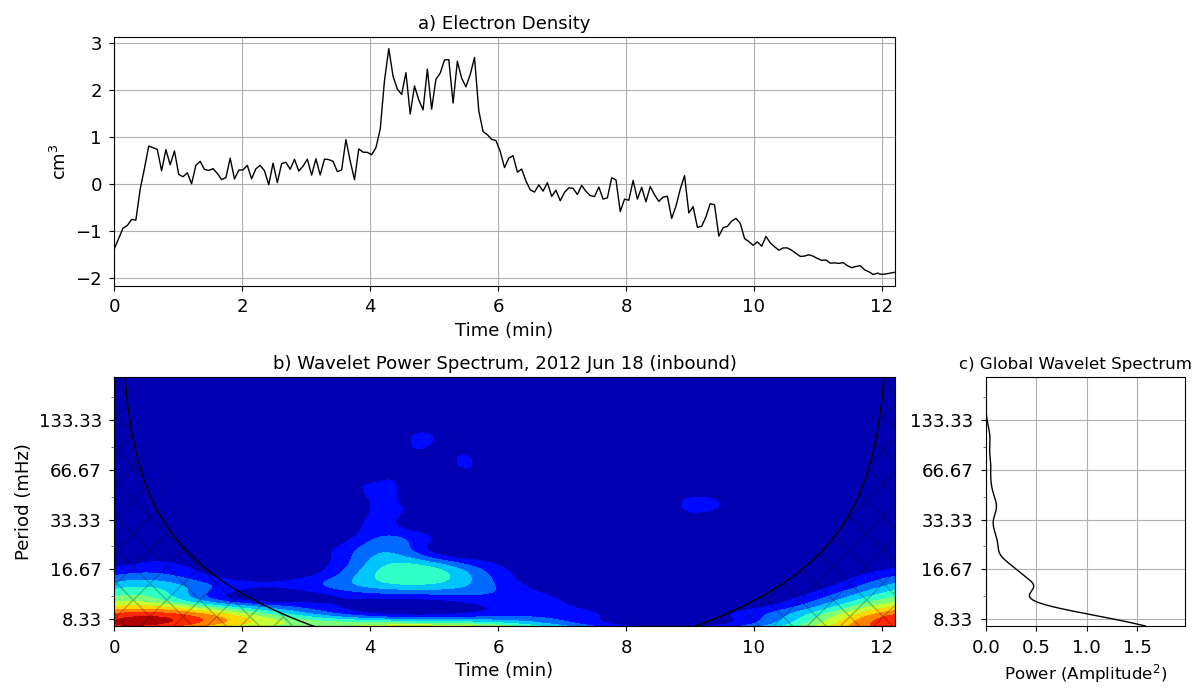 a) Electron Density
3
2
1
0
−1
−2
cm³
0 2 4 6 8 10 12
Time (min)
b) Wavelet Power Spectrum, 2012 Jun 18 (inbound)
133.33
66.67
33.33
16.67
8.33
Period (mHz)
0 2 4 6 8 10 12
Time (min)
c) Global Wavelet Spectrum
133.33
66.67
33.33
16.67
8.33
0.0 0.5 1.0 1.5
Power (Amplitude²)